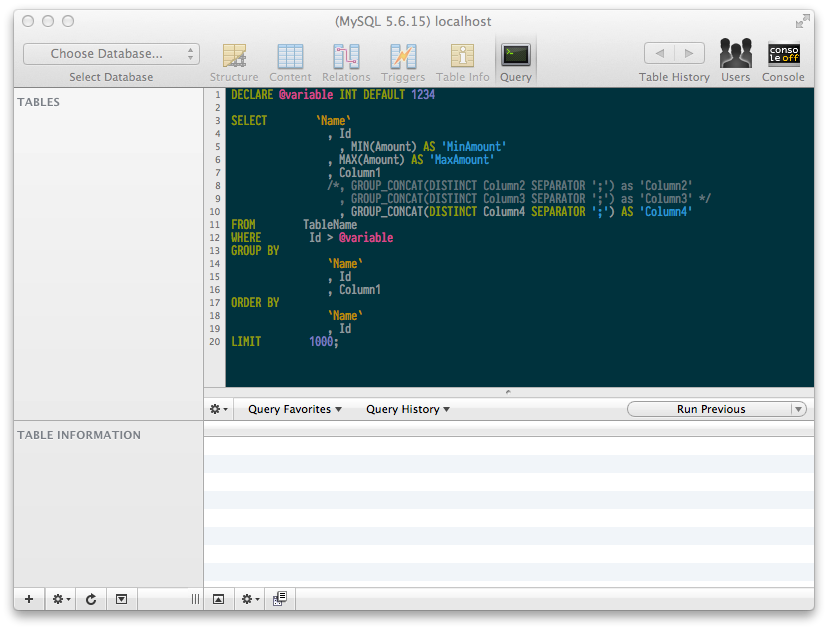 (MySQL 5.6.15) localhost
Choose Database...
Select Database
Structure
Content
Relations
Triggers
Table Info
Query
Table History
Users
conso
le off
Console
TABLES
1 DECLARE @variable INT DEFAULT 1234
2
3 SELECT `Name`
4 , Id
5 , MIN(Amount) AS 'MinAmount'
6 , MAX(Amount) AS 'MaxAmount'
7 , Column1
8 /*, GROUP_CONCAT(DISTINCT Column2 SEPARATOR ';') as 'Column2'
9 , GROUP_CONCAT(DISTINCT Column3 SEPARATOR ';') as 'Column3' */
10 , GROUP_CONCAT(DISTINCT Column4 SEPARATOR ';') AS 'Column4'
11 FROM TableName
12 WHERE Id > @variable
13 GROUP BY
14 `Name`
15 , Id
16 , Column1
17 ORDER BY
18 `Name`
19 , Id
20 LIMIT 1000;
Query Favorites
Query History
Run Previous
TABLE INFORMATION